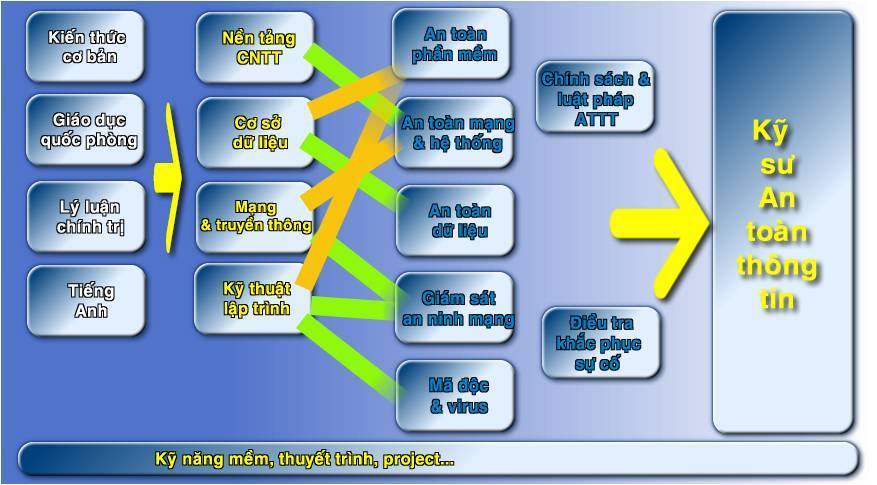 Kiến thức
cơ bản
Giáo dục
quốc phòng
Lý luận
chính trị
Tiếng
Anh
Nền tảng
CNTT
Cơ sở
dữ liệu
Mạng
& truyền thông
Kỹ thuật
lập trình
An toàn
phần mềm
An toàn mạng
& hệ thống
An toàn
dữ liệu
Giám sát
an ninh mạng
Mã độc
& virus
Chính sách &
luật pháp
ATTT
Điều tra
khắc phục
sự cố
Kỹ
sư
An
toàn
thông
tin
Kỹ năng mềm, thuyết trình, project...